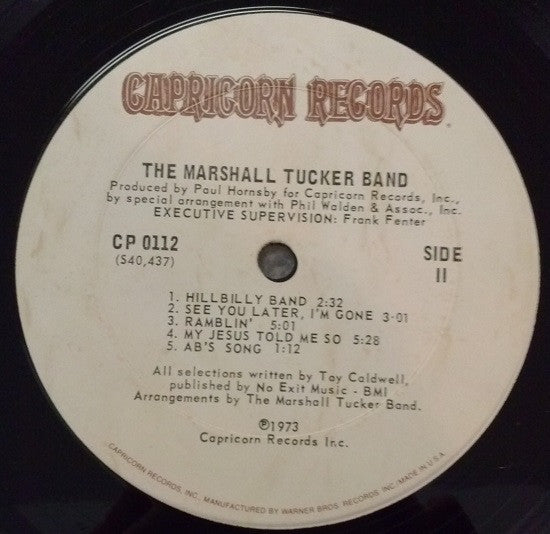 CAPRICORN RECORDS.
THE MARSHALL TUCKER BAND
Produced by Paul Hornsby for Capricorn Records, Inc.,
by special arrangement with Phil Walden & Assoc., Inc.
EXECUTIVE SUPERVISION: Frank Fenter
CP 0112
(S40,437)
SIDE
II
1. HILLBILLY BAND 2:32
2. SEE YOU LATER, I'M GONE 3:01
3. RAMBLIN' 5:01
4. MY JESUS TOLD ME SO 5:28
5. AB'S SONG 1:12
All selections written by Toy Caldwell,
published by No Exit Music - BMI
Arrangements by The Marshall Tucker Band.
℗1973
Capricorn Records Inc.
CAPRICORN RECORDS, INC., MANUFACTURED BY WARNER BROS. RECORDS, INC. MADE IN U.S.A.